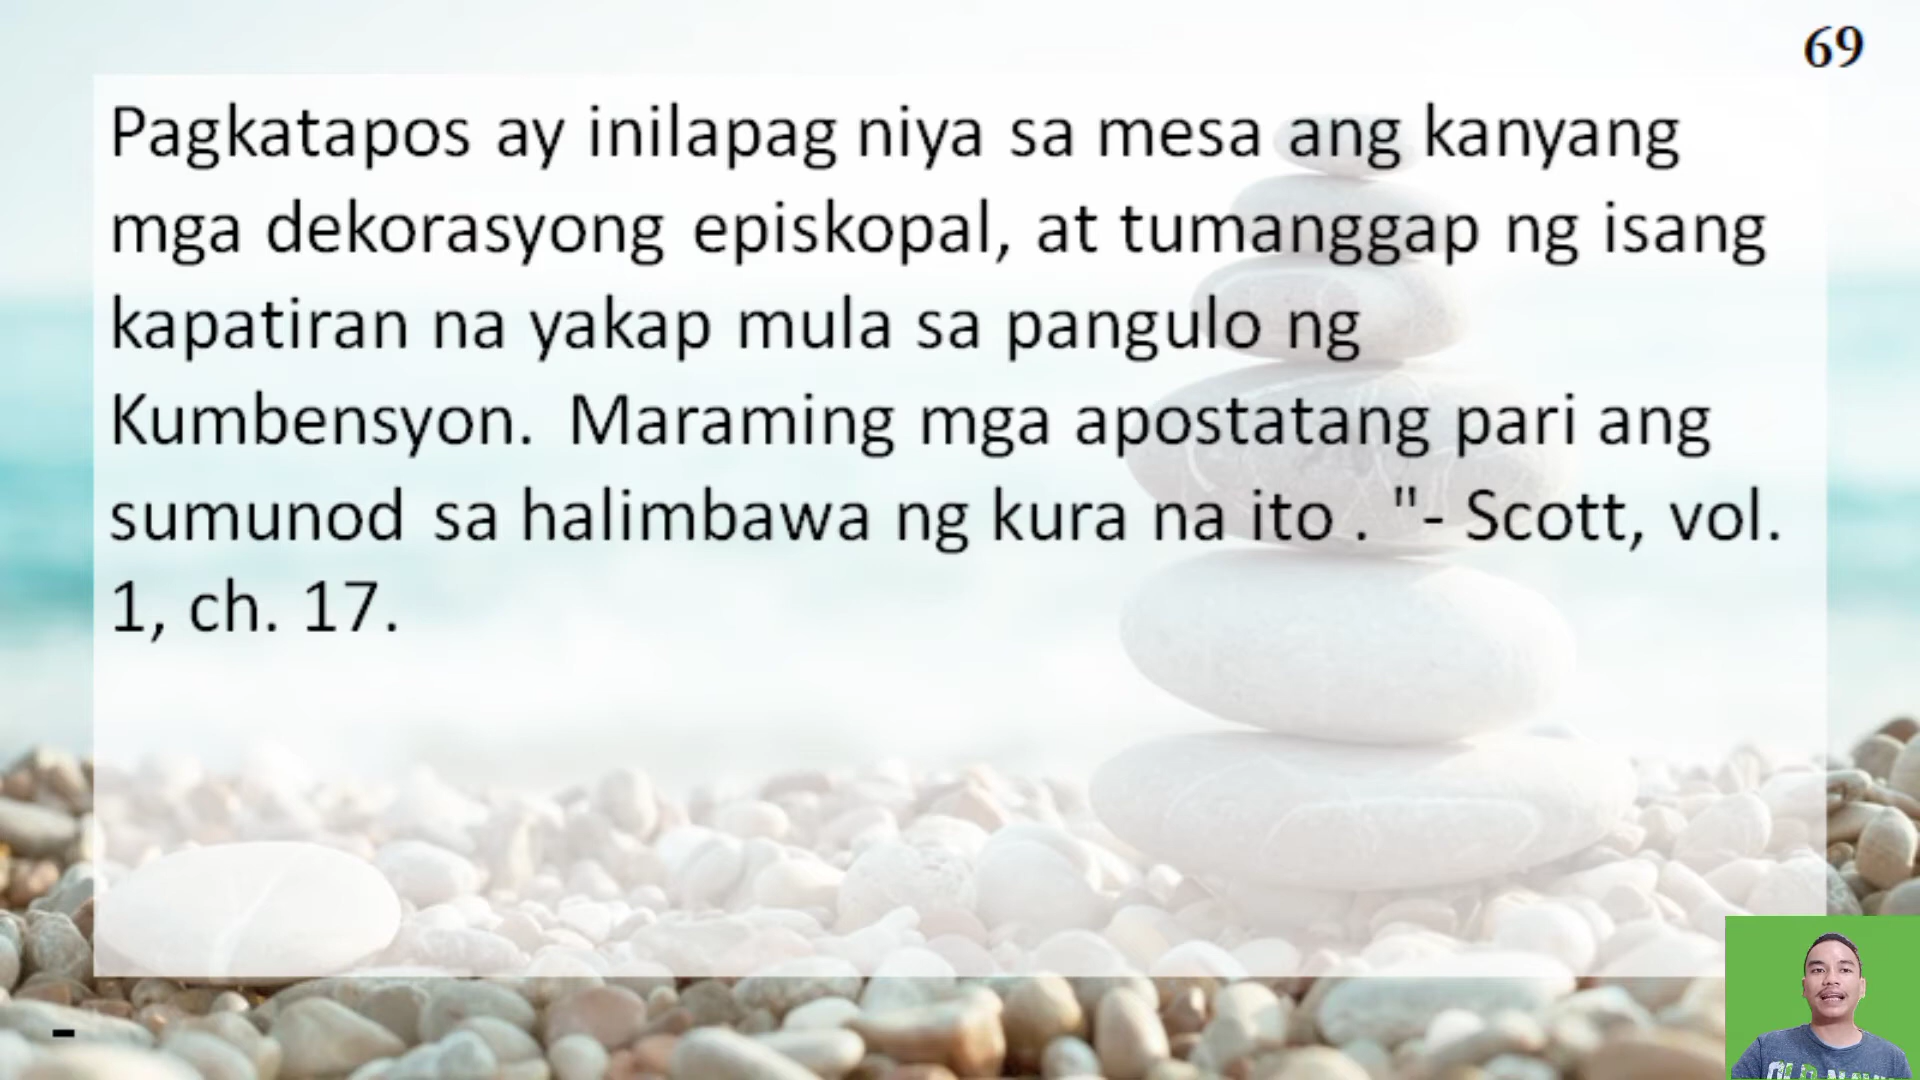 69
Pagkatapos ay inilapag niya sa mesa ang kanyang
mga dekorasyong episkopal, at tumanggap ng isang
kapatiran na yakap mula sa pangulo ng
Kumbensyon. Maraming mga apostatang pari ang
sumunod sa halimbawa ng kura na ito . "- Scott, vol.
1, ch. 17.
-